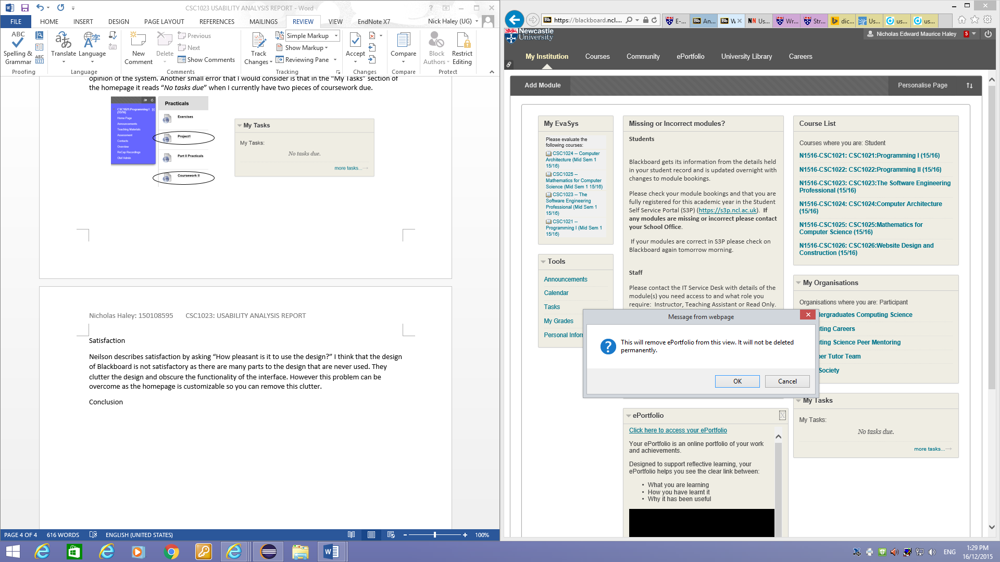 CSC1023 USABILITY ANALYSIS REPORT - Word
FILE HOME INSERT DESIGN PAGE LAYOUT REFERENCES MAILINGS REVIEW VIEW EndNote X7 Nick Haley (UG)
ABC
Spelling & Grammar
ABC
123
Proofing
Translate Language
Language
New Comment
Delete
Previous
Next
Show Comments
Comments
Track Changes
Simple Markup
Show Markup
Reviewing Pane
Tracking
Accept
Changes
Compare
Compare
Block Authors
Restrict Editing
Protect
opinion of the system. Another small error that I would consider is that in the “My Tasks” section of
the homepage it reads “No tasks due” when I currently have two pieces of coursework due.
CSC1021:Programming I
(15/16)
Home Page
Announcements
Teaching Materials
Assessment
Contacts
Overview
ReCap Recordings
Olaf Admin
Practicals
Exercises
Project1
Part II Practicals
Coursework II
My Tasks
My Tasks:
No tasks due.
more tasks...
Nicholas Haley: 150108595 CSC1023: USABILITY ANALYSIS REPORT
Satisfaction
Neilson describes satisfaction by asking “How pleasant is it to use the design?” I think that the design
of Blackboard is not satisfactory as there are many parts to the design that are never used. They
clutter the design and obscure the functionality of the interface. However this problem can be
overcome as the homepage is customizable so you can remove this clutter.
Conclusion
PAGE 4 OF 4 616 WORDS ENGLISH (UNITED STATES) 100%
https://blackboard.ncl.... E-... An... W Us... Wr... Str... dic... Us... us... us...
Newcastle
University
Nicholas Edward Maurice Haley 5
My Institution Courses Community ePortfolio University Library Careers
Add Module Personalise Page
My EvaSys
Please evaluate the
following courses:
CSC1024 -- Computer
Architecture (Mid Sem 1
15/16)
CSC1025 --
Mathematics for Computer
Science (Mid Sem 1 15/16)
CSC1023 -- The
Software Engineering
Professional (Mid Sem 1
15/16)
CSC1021 --
Programming I (Mid Sem 1
15/16)
Tools
Announcements
Calendar
Tasks
My Grades
Personal Infor
Missing or Incorrect modules?
Students
Blackboard gets its information from the details held
in your student record and is updated overnight with
changes to module bookings.
Please check your module bookings and that you are
fully registered for this academic year in the Student
Self Service Portal (S3P) (https://s3p.ncl.ac.uk). If
any modules are missing or incorrect please contact
your School Office.
If your modules are correct in S3P please check on
Blackboard again tomorrow morning.
Staff
Please contact the IT Service Desk with details of the
module(s) you need access to and what role you
require: Instructor, Teaching Assistant or Read Only.
Message from webpage
This will remove ePortfolio from this view. It will not be deleted
permanently.
OK Cancel
ePortfolio
Click here to access your ePortfolio
Your ePortfolio is an online portfolio of your work
and achievements.
Designed to support reflective learning, your
ePortfolio helps you see the clear link between:
• What you are learning
• How you have learnt it
• Why it has been useful
Course List
Courses where you are: Student
N1516-CSC1021: CSC1021:Programming I (15/16)
N1516-CSC1022: CSC1022:Programming II (15/16)
N1516-CSC1023: CSC1023:The Software Engineering
Professional (15/16)
N1516-CSC1024: CSC1024:Computer Architecture
(15/16)
N1516-CSC1025: CSC1025:Mathematics for
Computer Science (15/16)
N1516-CSC1026: CSC1026:Website Design and
Construction (15/16)
My Organisations
Organisations where you are: Participant
dergraduates Computing Science
ting Careers
ting Science Peer Mentoring
er Tutor Team
Society
My Tasks
My Tasks:
No tasks due.
more tasks...
ENG
1:29 PM
16/12/2015